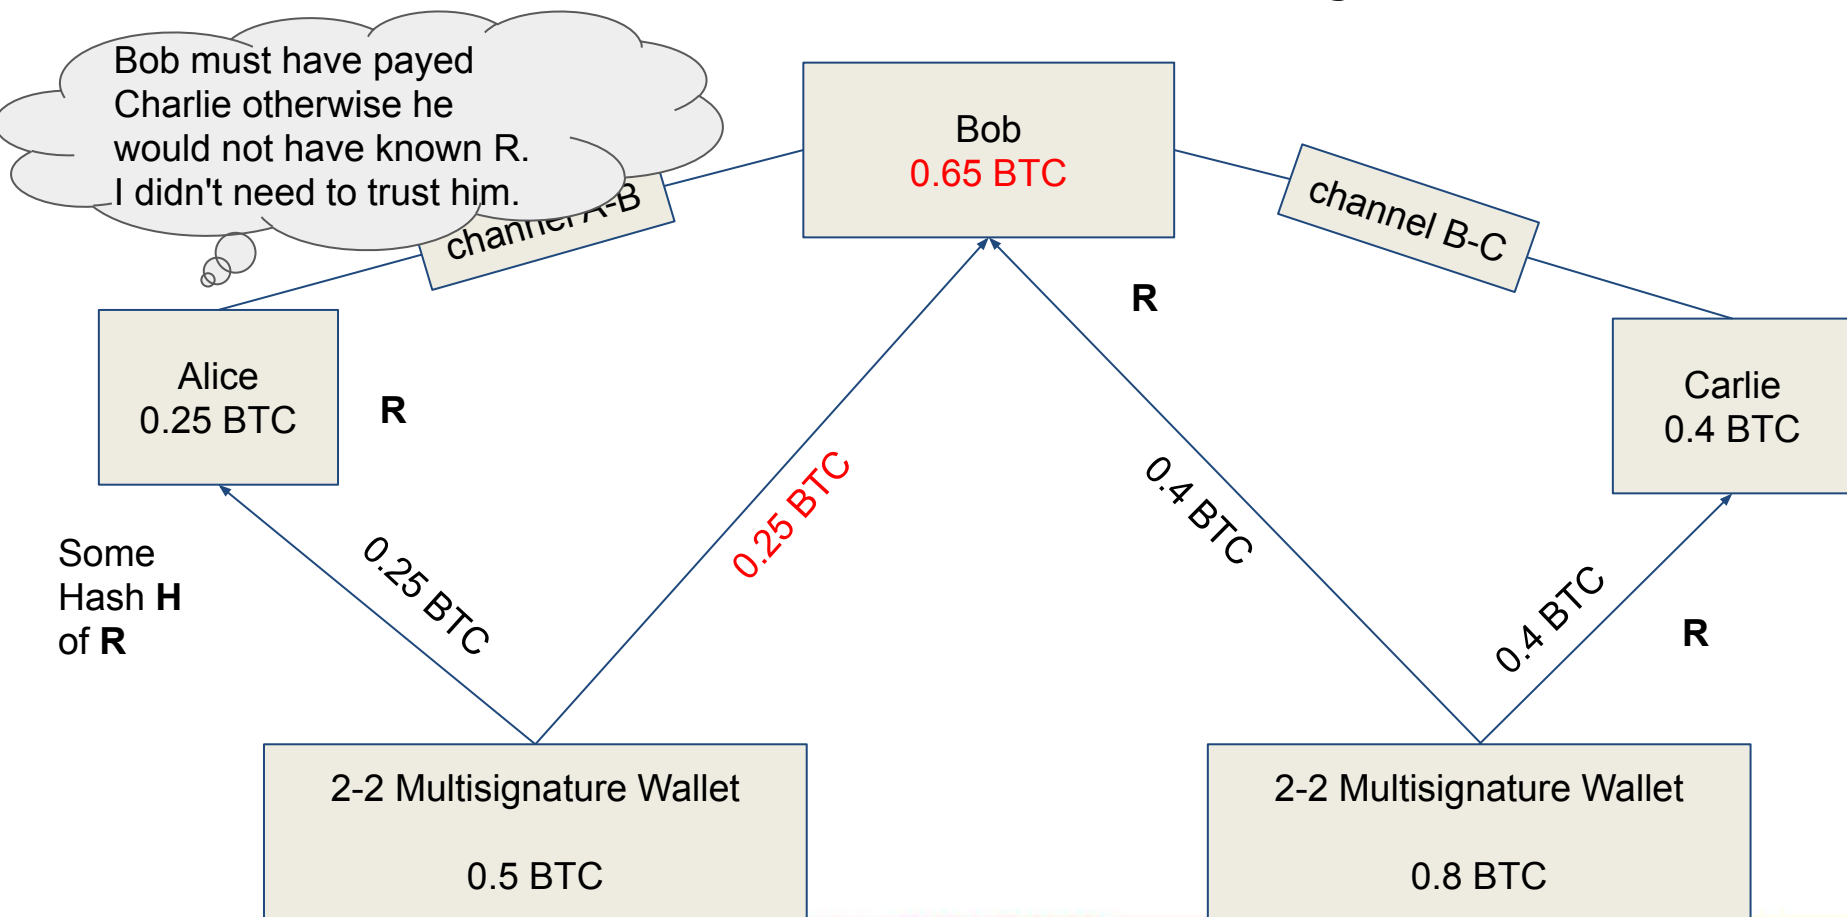 Bob must have payed
Charlie otherwise he
would not have known R.
I didn't need to trust him.
Bob
0.65 BTC
channel A-B
channel B-C
R
Alice
0.25 BTC
R
Carlie
0.4 BTC
Some
Hash H
of R
0.25 BTC
0.25 BTC
0.4 BTC
0.4 BTC
R
2-2 Multisignature Wallet
0.5 BTC
2-2 Multisignature Wallet
0.8 BTC